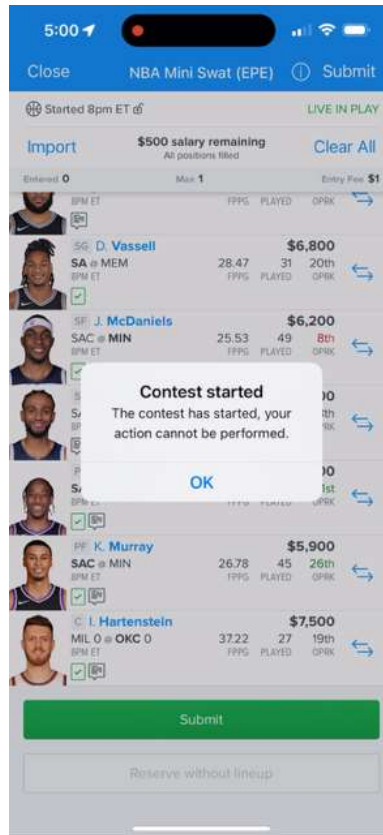 5:00
Close NBA Mini Swat (EPE) Submit
Started 8pm ET LIVE IN PLAY
Import $500 salary remaining Clear All
All positions filled
Entered 0 Max 1 Entry Fee $1
8PM ET FPPG PLAYED OPRK
SG D. Vassell $6,800
SA @ MEM 28.47 31 20th
8PM ET FPPG PLAYED OPRK
SF J. McDaniels $6,200
SAC @ MIN 25.53 49 8th
8PM ET FPPG PLAYED OPRK
Contest started
The contest has started, your
action cannot be performed.
OK
8PM ET FPPG PLAYED OPRK
PF K. Murray $5,900
SAC @ MIN 26.78 45 26th
8PM ET FPPG PLAYED OPRK
C I. Hartenstein $7,500
MIL 0 @ OKC 0 37.22 27 19th
8PM ET FPPG PLAYED OPRK
Submit
Reserve without lineup